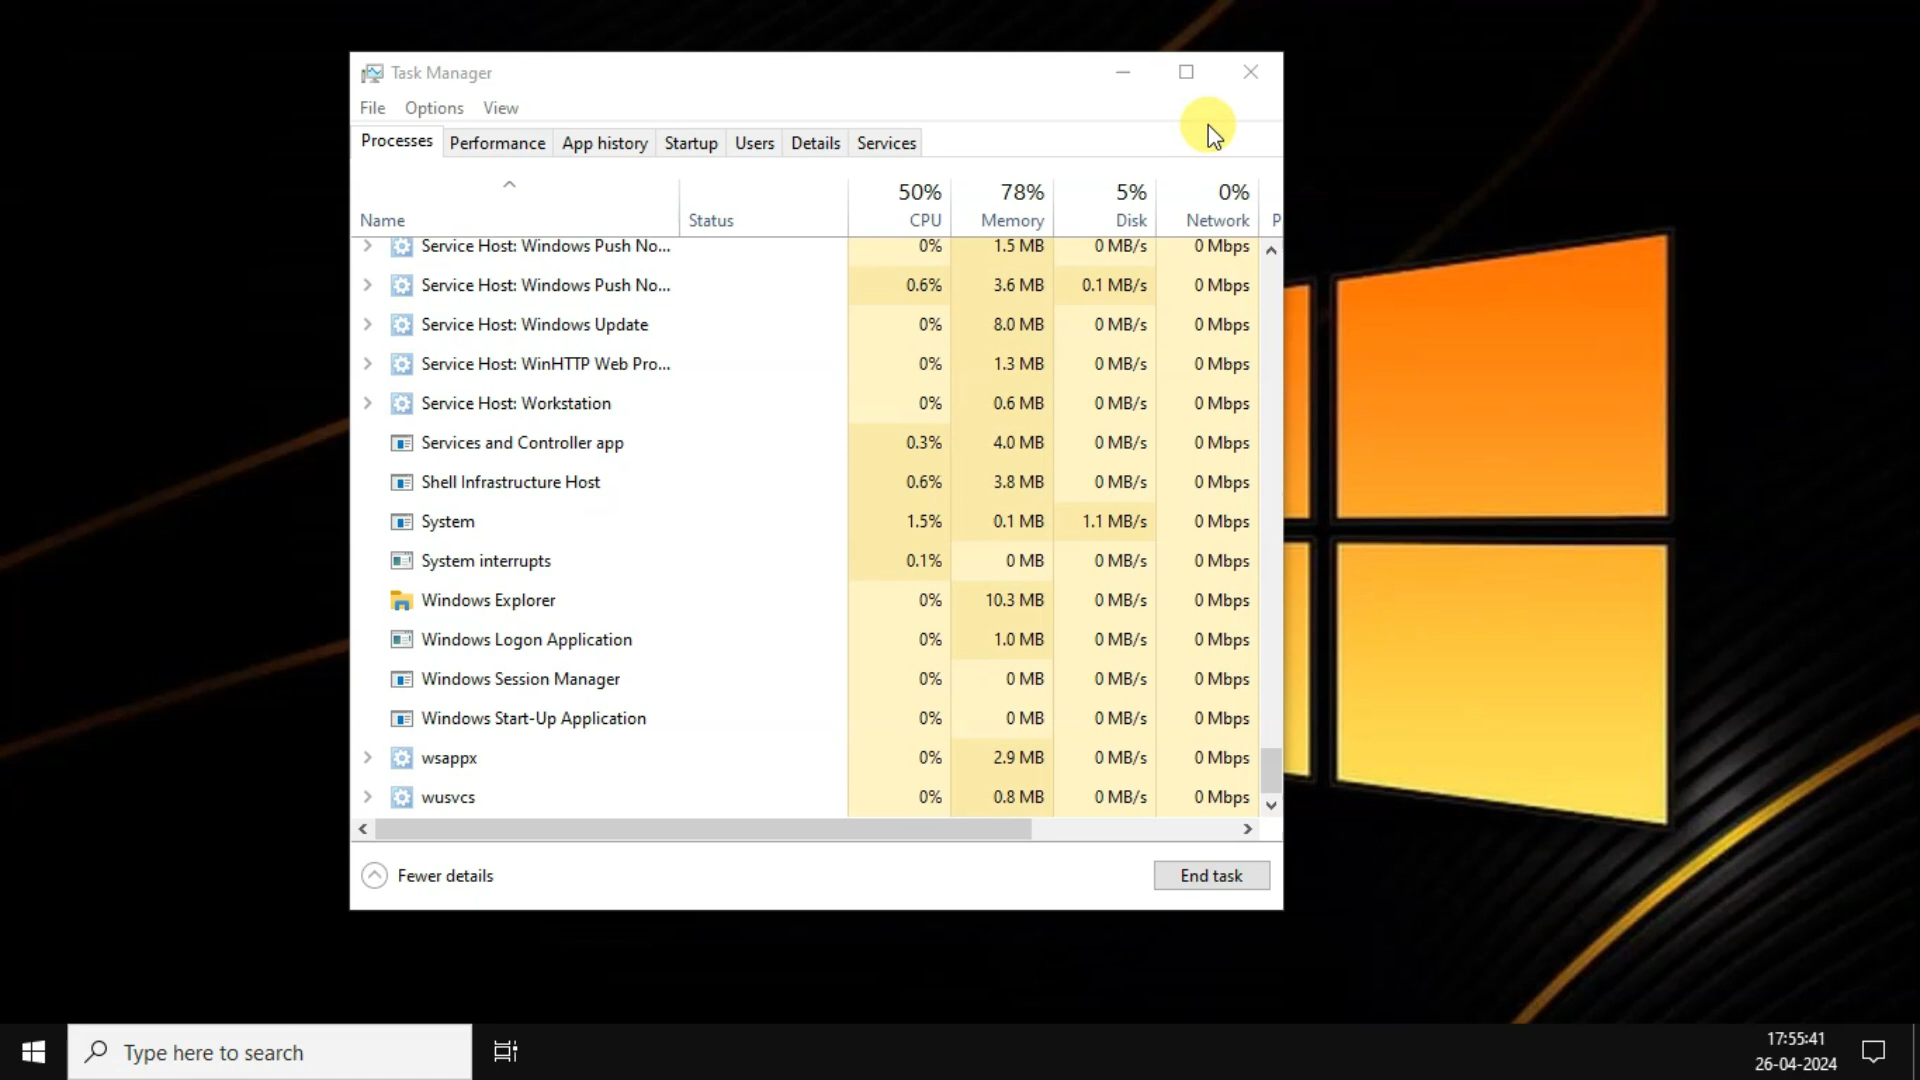 Task Manager
File Options View
Processes Performance App history Startup Users Details Services
50% 78% 5% 0%
Name Status CPU Memory Disk Network P
Service Host: Windows Push No... 0% 1.5 MB 0 MB/s 0 Mbps
Service Host: Windows Push No... 0.6% 3.6 MB 0.1 MB/s 0 Mbps
Service Host: Windows Update 0% 8.0 MB 0 MB/s 0 Mbps
Service Host: WinHTTP Web Pro... 0% 1.3 MB 0 MB/s 0 Mbps
Service Host: Workstation 0% 0.6 MB 0 MB/s 0 Mbps
Services and Controller app 0.3% 4.0 MB 0 MB/s 0 Mbps
Shell Infrastructure Host 0.6% 3.8 MB 0 MB/s 0 Mbps
System 1.5% 0.1 MB 1.1 MB/s 0 Mbps
System interrupts 0.1% 0 MB 0 MB/s 0 Mbps
Windows Explorer 0% 10.3 MB 0 MB/s 0 Mbps
Windows Logon Application 0% 1.0 MB 0 MB/s 0 Mbps
Windows Session Manager 0% 0 MB 0 MB/s 0 Mbps
Windows Start-Up Application 0% 0 MB 0 MB/s 0 Mbps
wsappx 0% 2.9 MB 0 MB/s 0 Mbps
wusvcs 0% 0.8 MB 0 MB/s 0 Mbps
Fewer details End task
Type here to search
17:55:41
26-04-2024